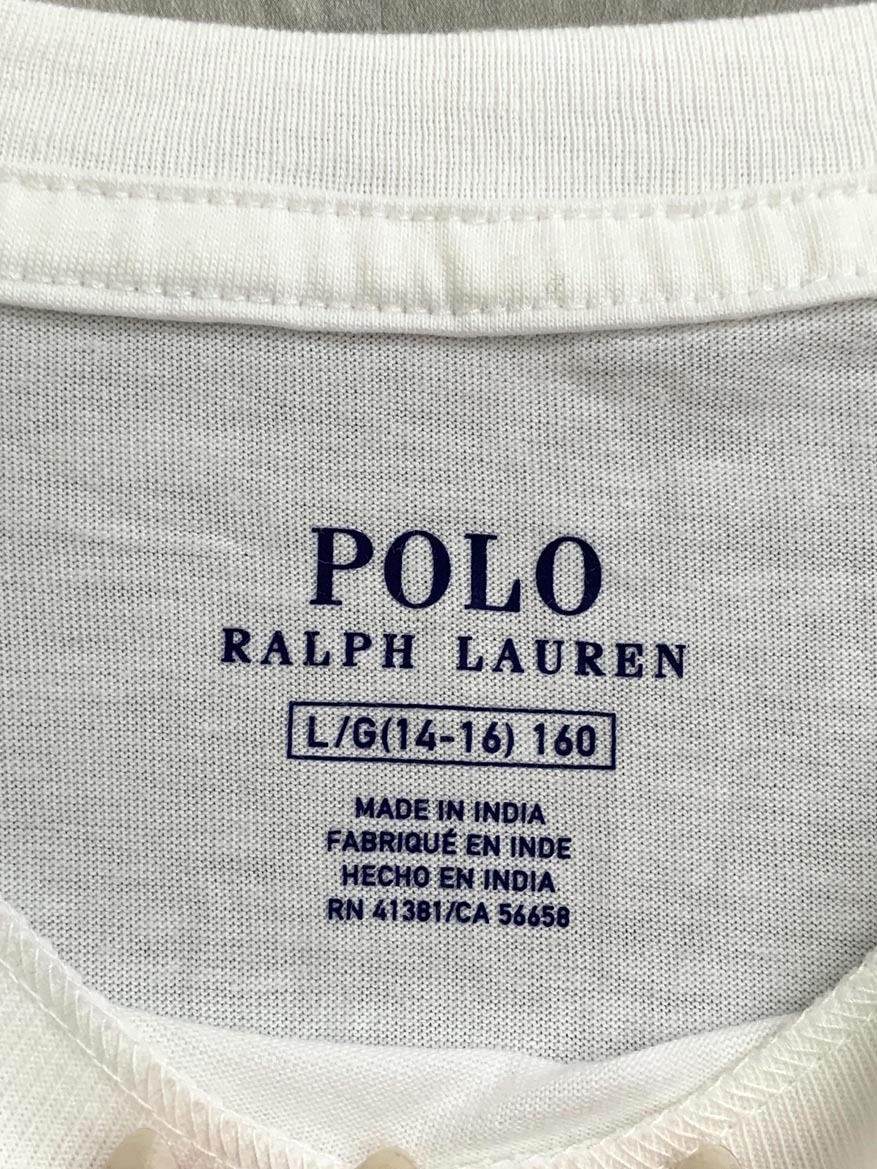 POLO
RALPH LAUREN
L/G(14-16) 160
MADE IN INDIA
FABRIQUÉ EN INDE
HECHO EN INDIA
RN 41381/CA 56658